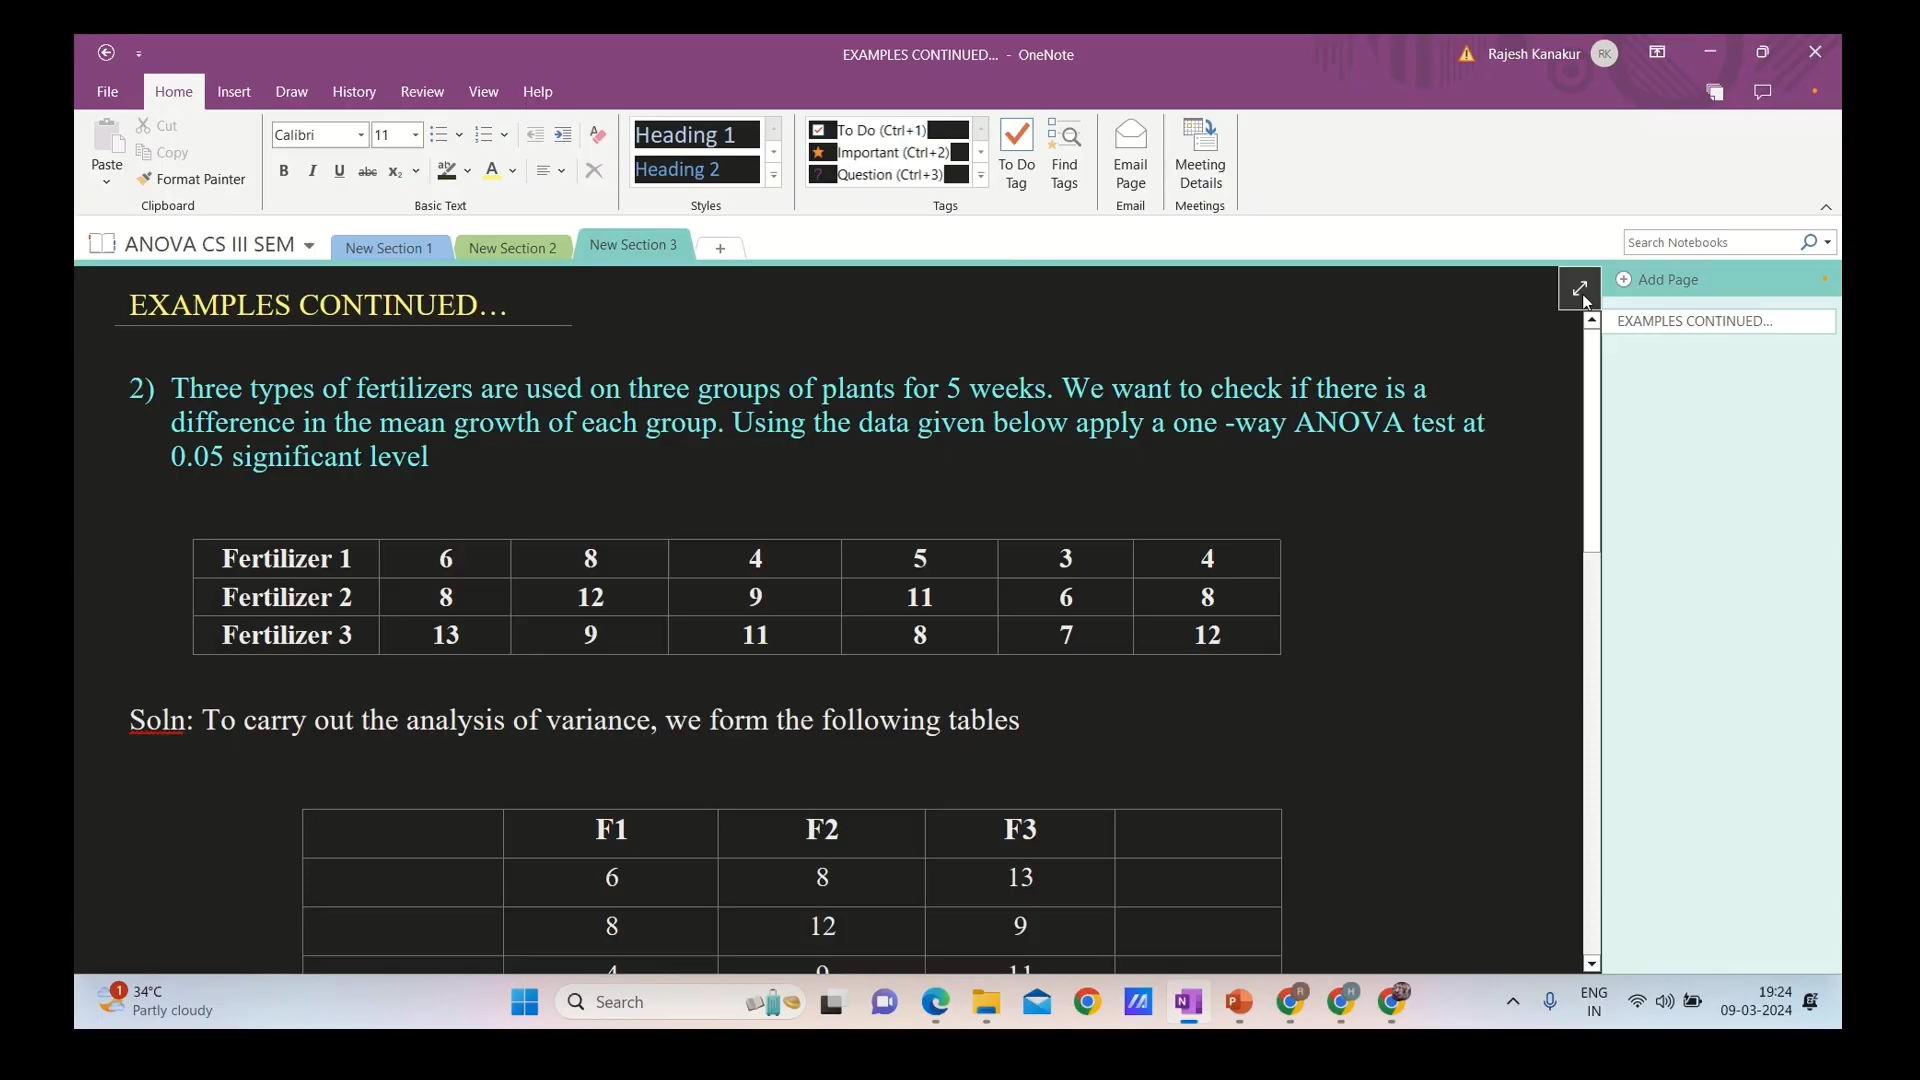 EXAMPLES CONTINUED... - OneNote
Rajesh Kanakur RK
File Home Insert Draw History Review View Help
Paste
Cut
Copy
Format Painter
Clipboard
Calibri 11
B I U abc x₂ A
Basic Text
Heading 1
Heading 2
Styles
To Do (Ctrl+1)
Important (Ctrl+2)
Question (Ctrl+3)
To Do Tag
Find Tags
Tags
Email Page
Email
Meeting Details
Meetings
ANOVA CS III SEM New Section 1 New Section 2 New Section 3 +
Search Notebooks
Add Page
EXAMPLES CONTINUED...
EXAMPLES CONTINUED...
2) Three types of fertilizers are used on three groups of plants for 5 weeks. We want to check if there is a
difference in the mean growth of each group. Using the data given below apply a one -way ANOVA test at
0.05 significant level
Fertilizer 1 6 8 4 5 3 4
Fertilizer 2 8 12 9 11 6 8
Fertilizer 3 13 9 11 8 7 12
Soln: To carry out the analysis of variance, we form the following tables
F1 F2 F3
6 8 13
8 12 9
4 9 11
1 34°C
Partly cloudy
Search
ENG
IN
19:24
09-03-2024